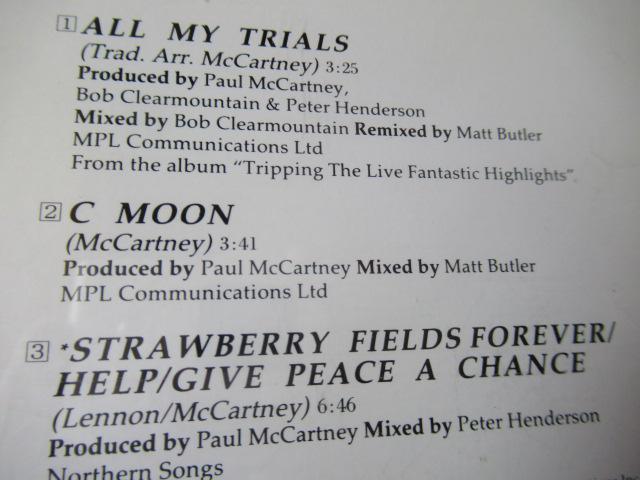 1 ALL MY TRIALS
(Trad. Arr. McCartney) 3:25
Produced by Paul McCartney,
Bob Clearmountain & Peter Henderson
Mixed by Bob Clearmountain Remixed by Matt Butler
MPL Communications Ltd
From the album "Tripping The Live Fantastic Highlights".
2 C MOON
(McCartney) 3:41
Produced by Paul McCartney Mixed by Matt Butler
MPL Communications Ltd
3 *STRAWBERRY FIELDS FOREVER/
HELP/GIVE PEACE A CHANCE
(Lennon/McCartney) 6:46
Produced by Paul McCartney Mixed by Peter Henderson
Northern Songs